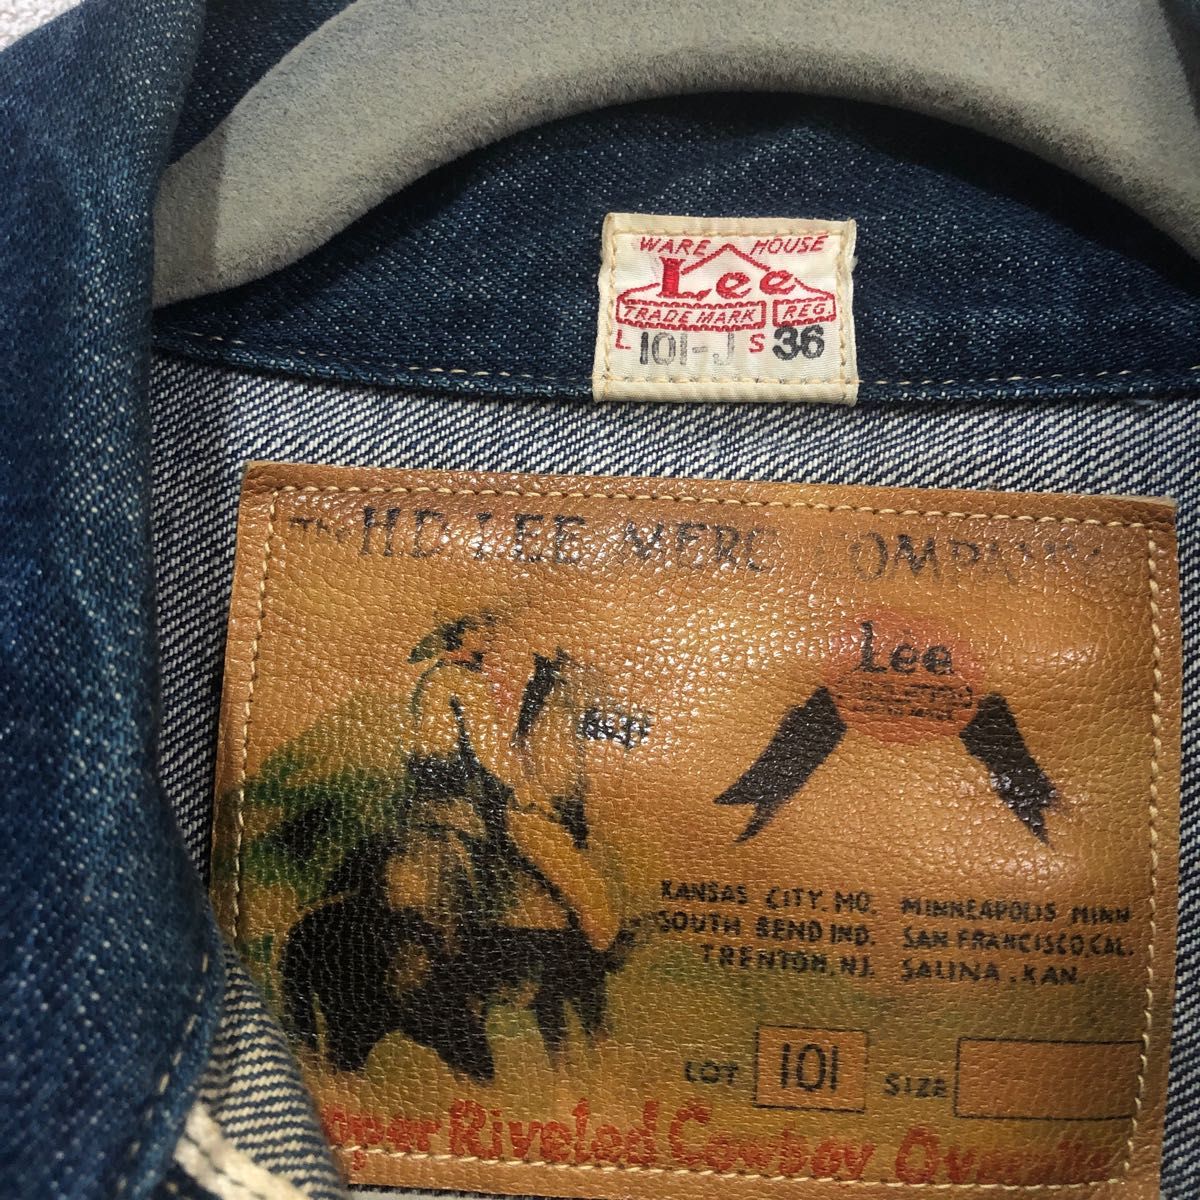 WARE HOUSE
Lee
TRADE MARK REG.
L 101-J S 36
The H.D LEE MERC COMPANY
Lee
KANSAS CITY, MO. MINNEAPOLIS MINN
SOUTH BEND IND. SAN FRANCISCO, CAL.
TRENTON, N.J. SALINA, KAN.
LOT 101 SIZE
Riveted Cowboy